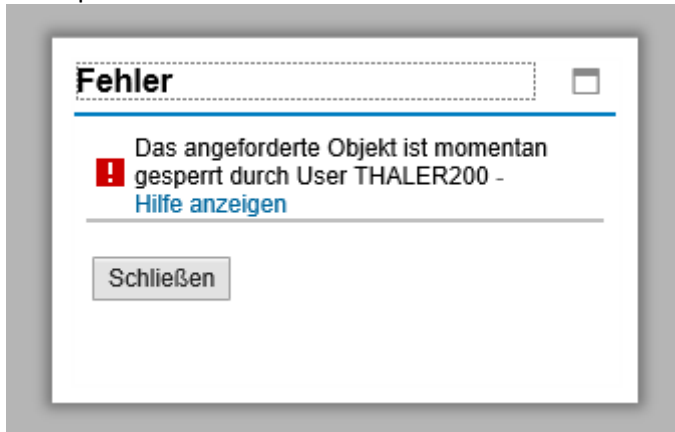 Fehler
Das angeforderte Objekt ist momentan
gesperrt durch User THALER200 -
Hilfe anzeigen
Schließen